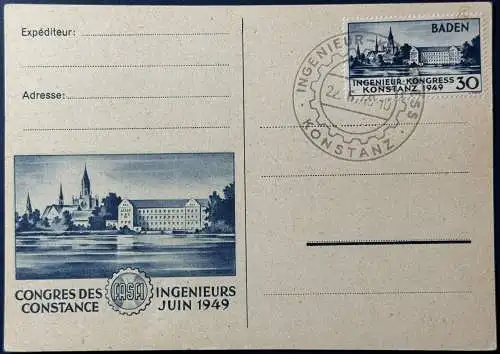 Expéditeur:
Adresse:
BADEN
INGENIEUR-KONGRESS
KONSTANZ 1949
30
INGENIEUR-
· KONSTANZ ·
CONGRES DES INGENIEURS
CONSTANCE JUIN 1949